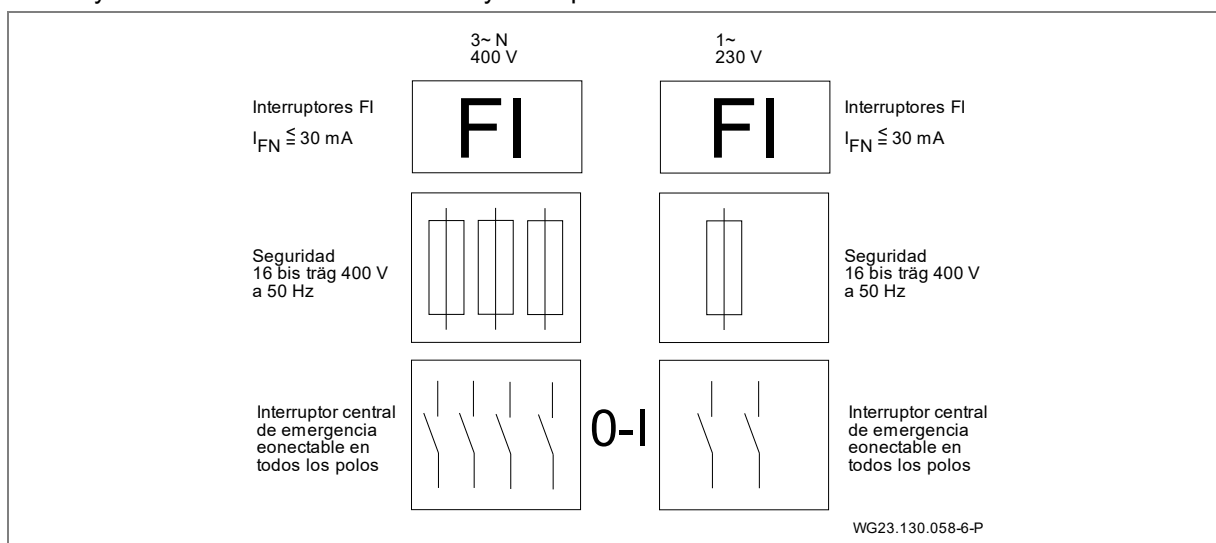 3~ N
400 V
1~
230 V
Interruptores FI
I_FN ≦ 30 mA
FI
FI
Interruptores FI
I_FN ≦ 30 mA
Seguridad
16 bis träg 400 V
a 50 Hz
Seguridad
16 bis träg 400 V
a 50 Hz
Interruptor central
de emergencia
eonectable en
todos los polos
0-I
Interruptor central
de emergencia
eonectable en
todos los polos
WG23.130.058-6-P